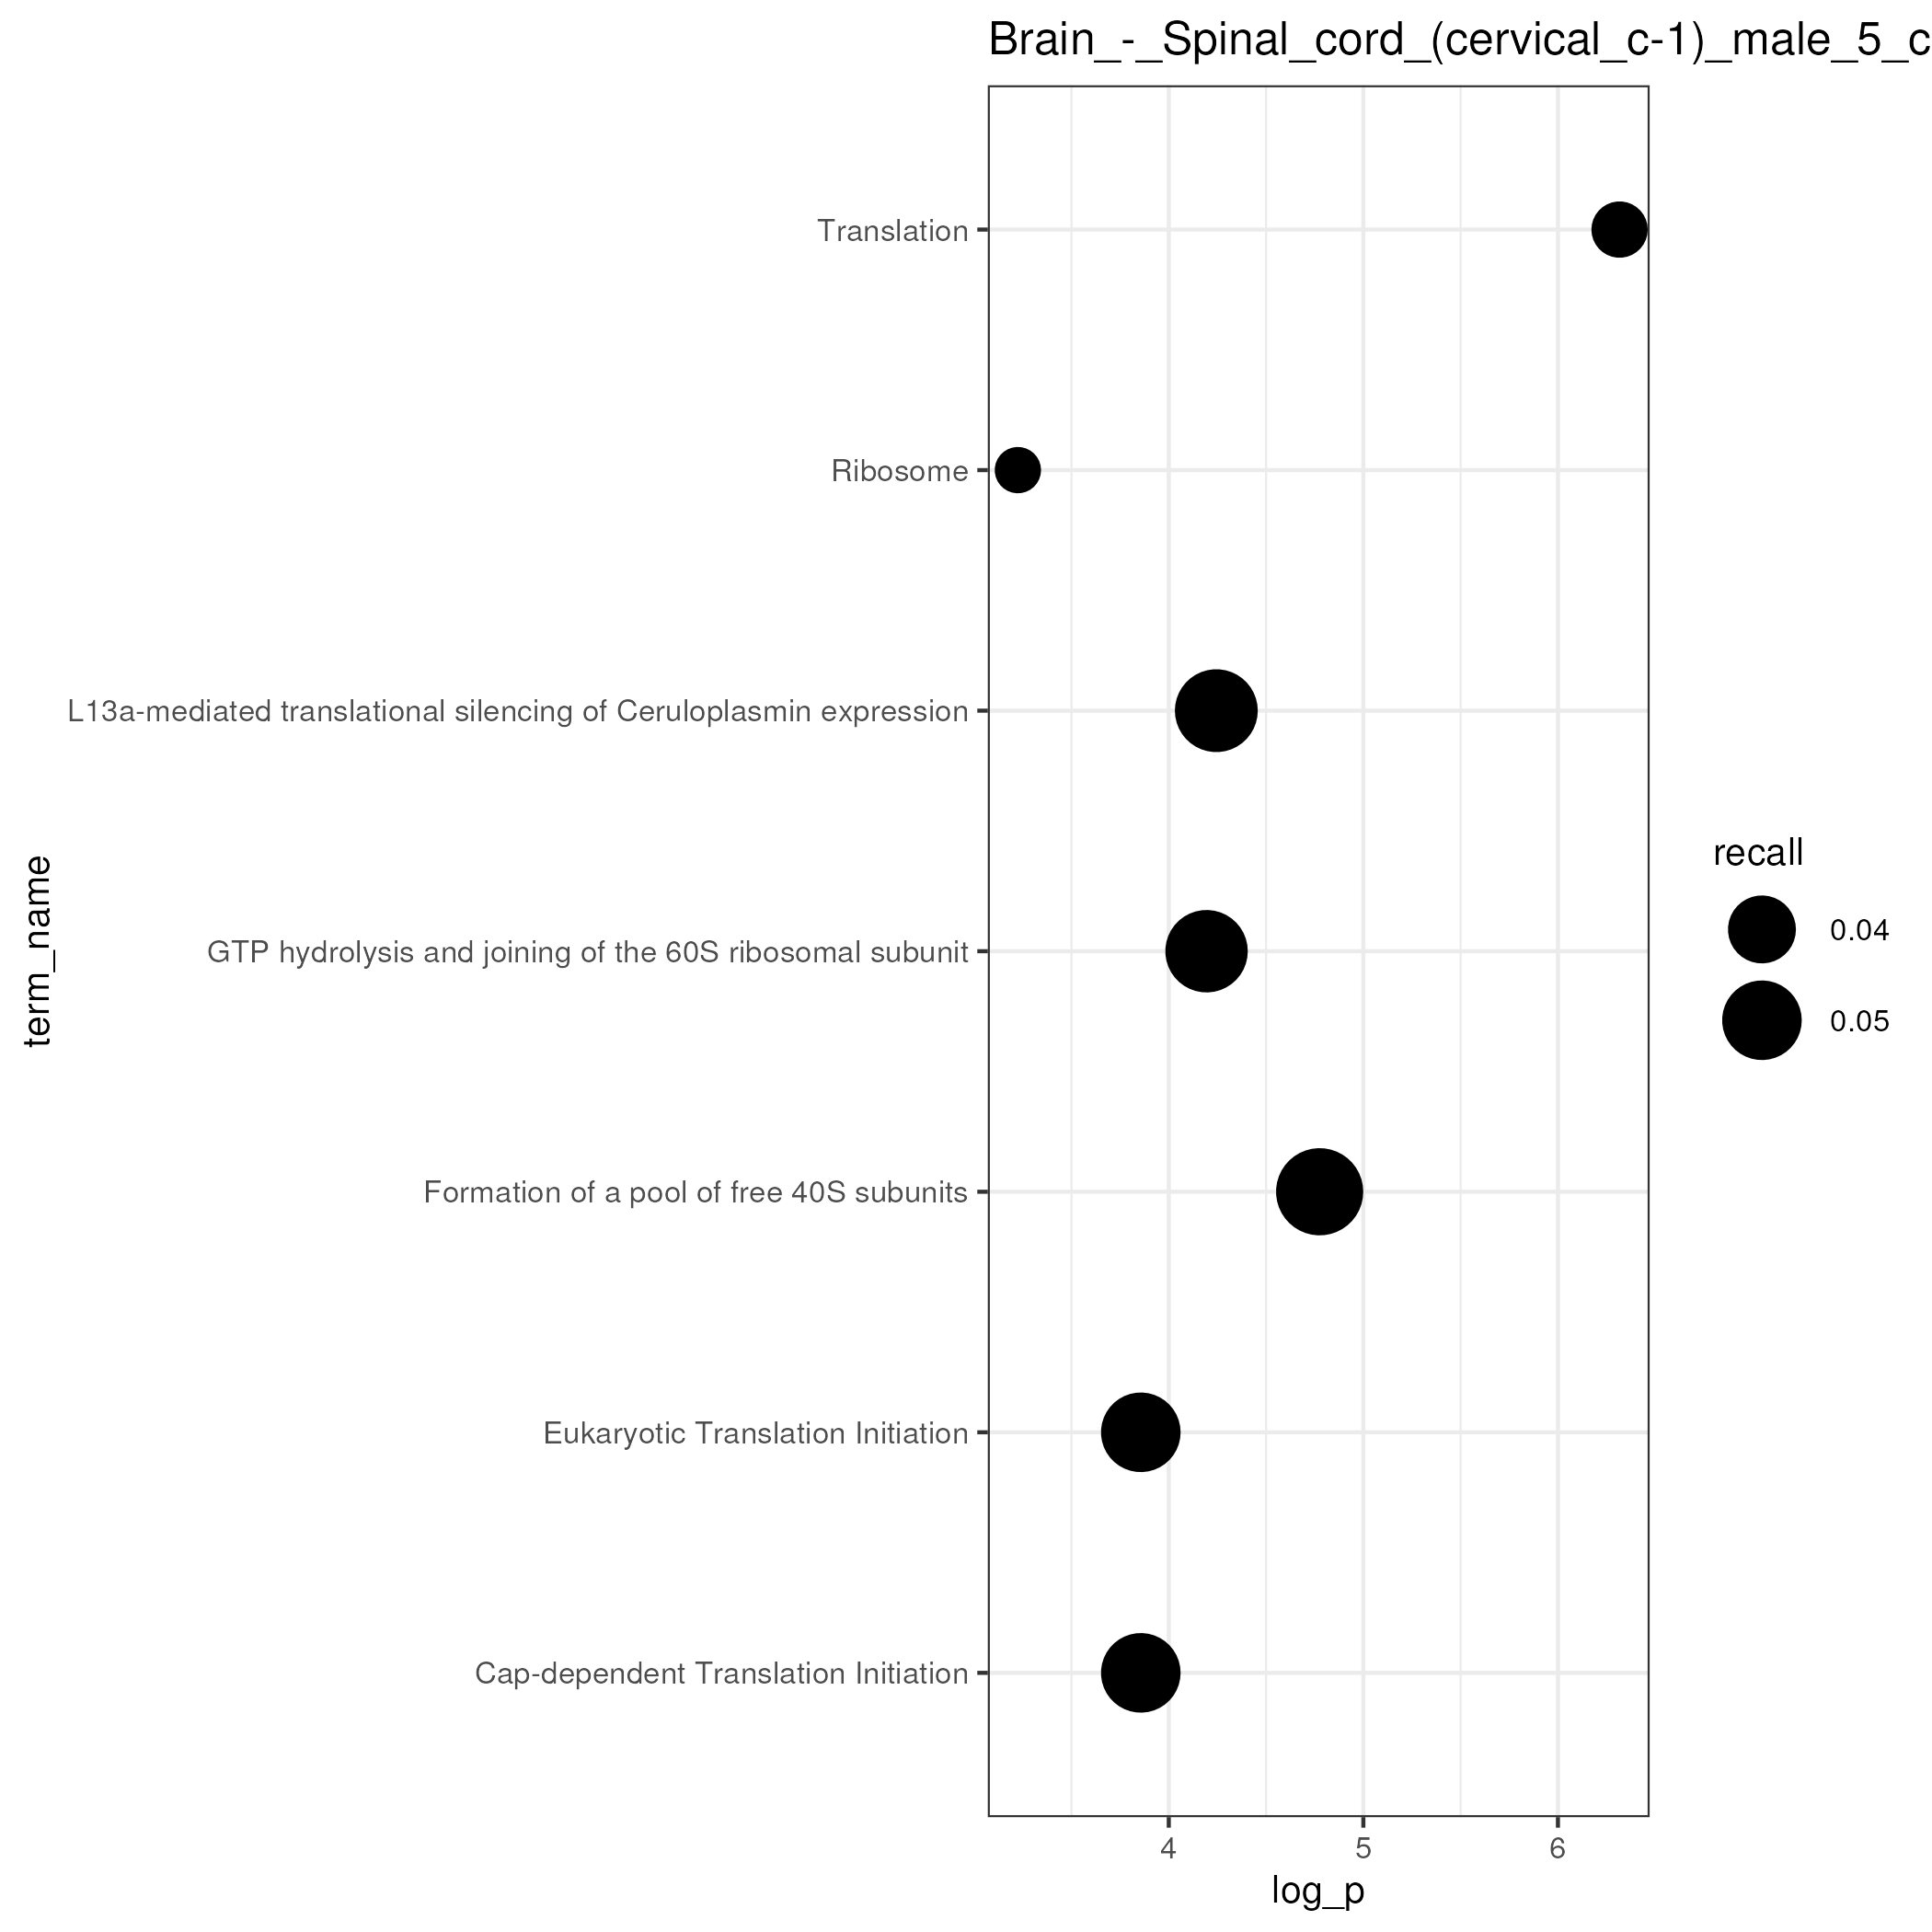 Brain_-_Spinal_cord_(cervical_c-1)_male_5_c
Translation
Ribosome
L13a-mediated translational silencing of Ceruloplasmin expression
GTP hydrolysis and joining of the 60S ribosomal subunit
Formation of a pool of free 40S subunits
Eukaryotic Translation Initiation
Cap-dependent Translation Initiation
term_name
4 5 6
log_p
recall
0.04
0.05